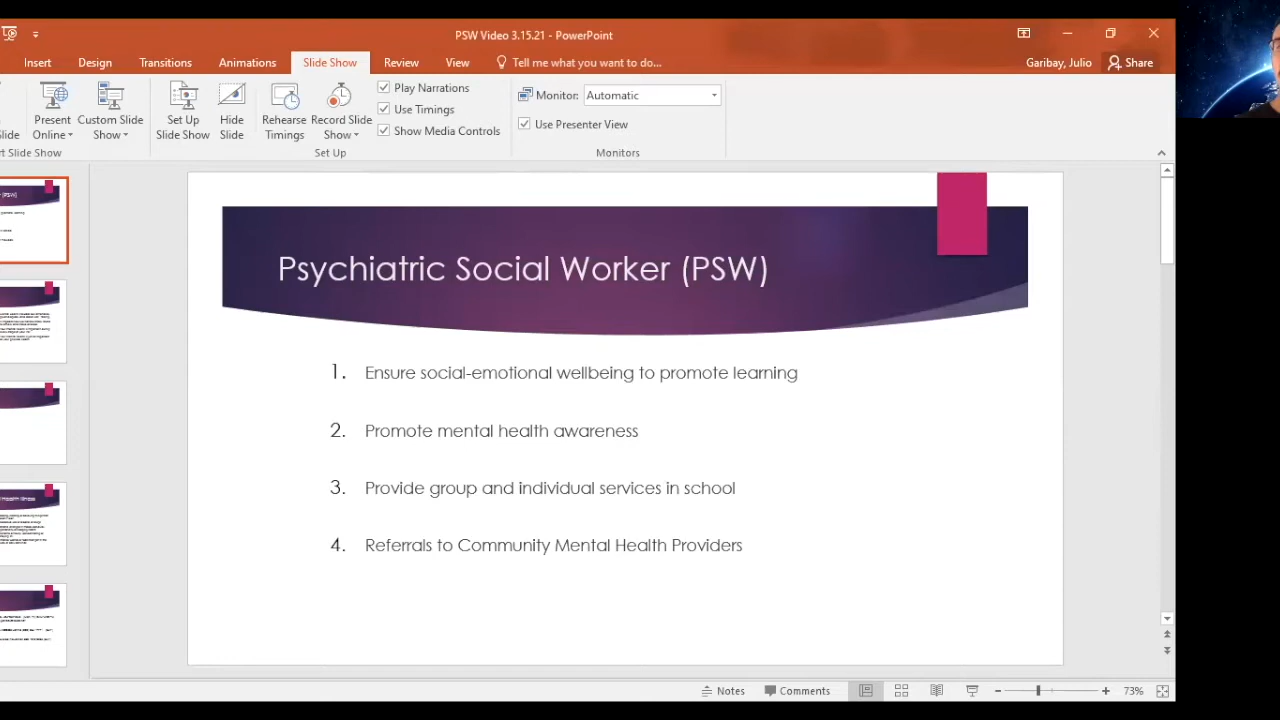 PSW Video 3.15.21 - PowerPoint
Insert Design Transitions Animations Slide Show Review View Tell me what you want to do... Garibay, Julio Share
Present Online
Custom Slide Show
Set Up Slide Show
Hide Slide
Rehearse Timings
Record Slide Show
Play Narrations
Use Timings
Show Media Controls
Monitor: Automatic
Use Presenter View
Set Up
Monitors
Psychiatric Social Worker (PSW)
1. Ensure social-emotional wellbeing to promote learning
2. Promote mental health awareness
3. Provide group and individual services in school
4. Referrals to Community Mental Health Providers
Notes Comments 73%